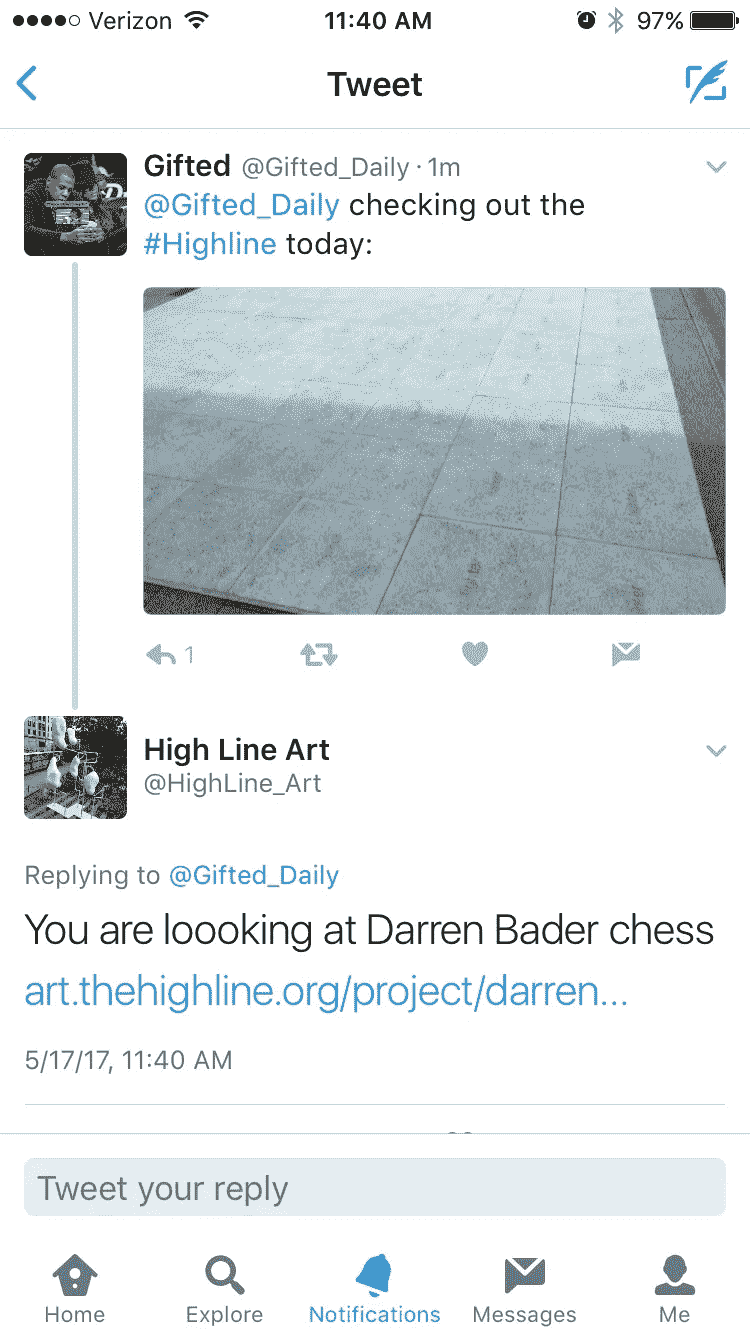 Verizon 11:40 AM 97%
Tweet
Gifted @Gifted_Daily · 1m
@Gifted_Daily checking out the
#Highline today:
1
High Line Art
@HighLine_Art
Replying to @Gifted_Daily
You are loooking at Darren Bader chess
art.thehighline.org/project/darren...
5/17/17, 11:40 AM
Tweet your reply
Home Explore Notifications Messages Me